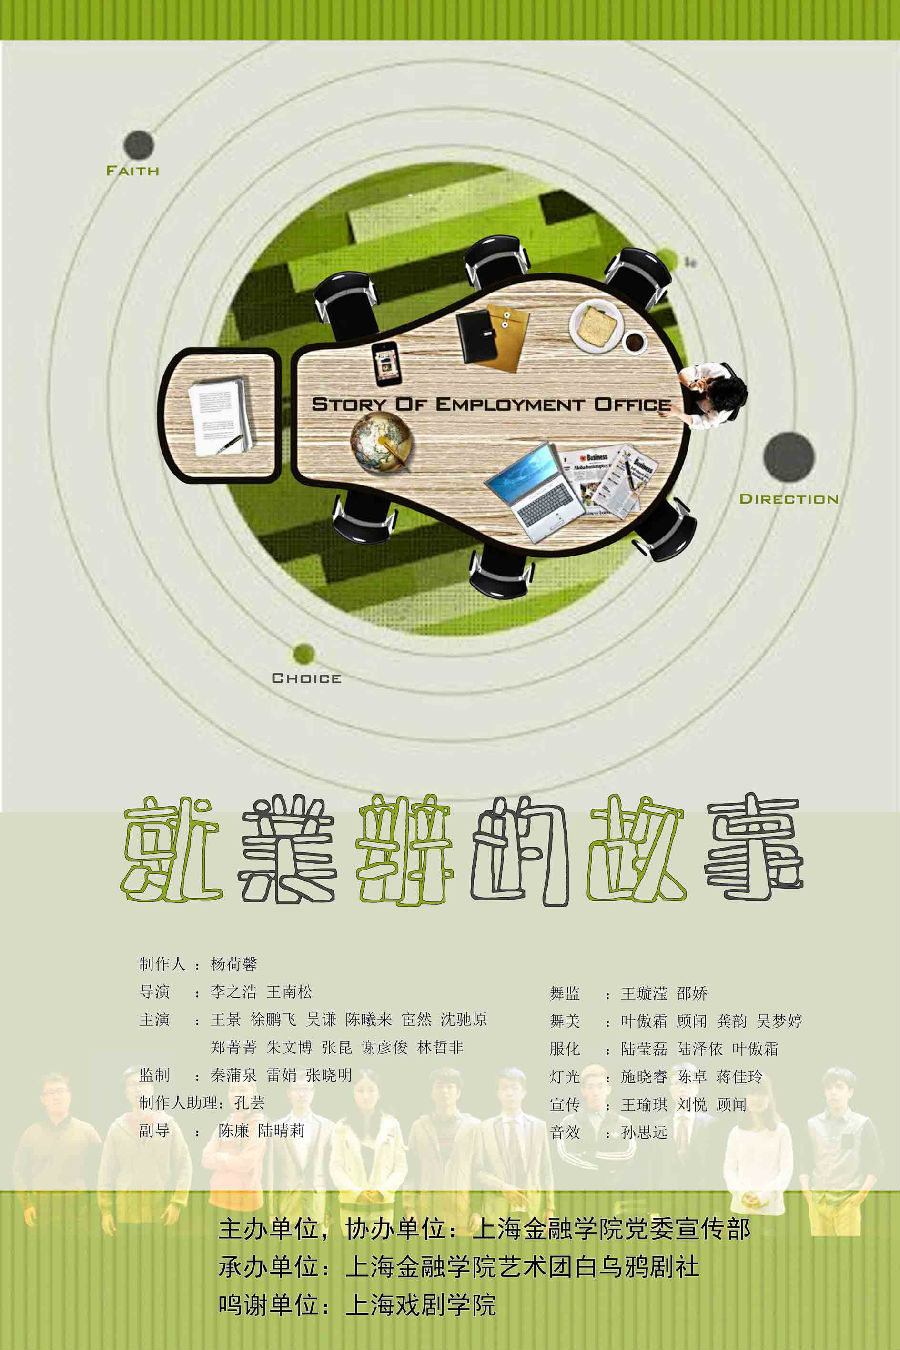 FAITH
STORY OF EMPLOYMENT OFFICE
Business
Business
DIRECTION
CHOICE
就業辦的故事
制作人 ：杨荷馨
导演 ：李之浩 王南松
主演 ：王景 徐鹏飞 吴谦 陈曦来 宦然 沈驰原
郑菁菁 朱文博 张昆 谢彦俊 林哲非
监制 ：秦蒲泉 雷娟 张晓明
制作人助理：孔芸
副导 ： 陈廉 陆晴莉
舞监 ：王璇滢 邵娇
舞美 ：叶傲霜 顾闻 龚韵 吴梦婷
服化 ：陆莹磊 陆泽依 叶傲霜
灯光 ：施晓睿 陈卓 蒋佳玲
宣传 ：王瑜琪 刘悦 顾闻
音效 ：孙思远
主办单位，协办单位：上海金融学院党委宣传部
承办单位：上海金融学院艺术团白乌鸦剧社
鸣谢单位：上海戏剧学院